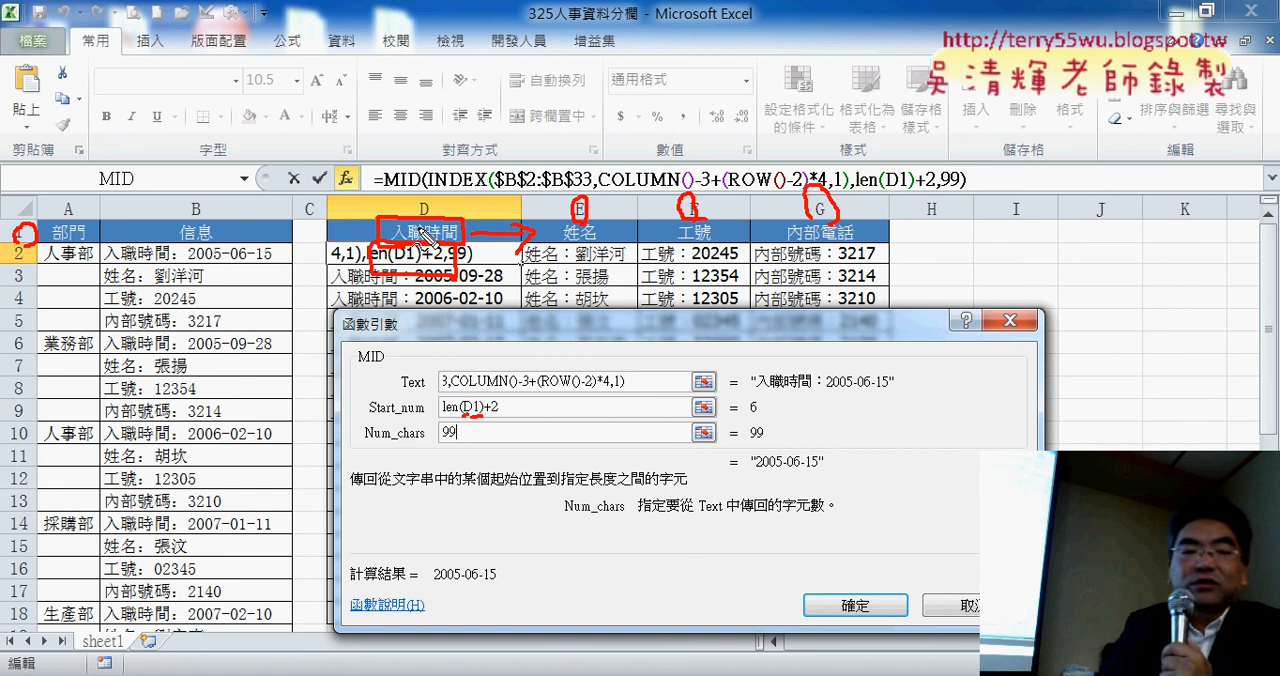 325人事資料分欄 - Microsoft Excel
檔案 常用 插入 版面配置 公式 資料 校閱 檢視 開發人員 增益集
http://terry55wu.blogspot.tw
吳清輝老師錄製
貼上 10.5 自動換列 通用格式 設定格式化的條件 格式化為表格 儲存格樣式 插入 刪除 格式 排序與篩選 尋找與選取
B I U 跨欄置中 $ %
剪貼簿 字型 對齊方式 數值 樣式 儲存格 編輯
MID =MID(INDEX($B$2:$B$33,COLUMN()-3+(ROW()-2)*4,1),len(D1)+2,99)
A B C D E F G H I J K
1 部門 信息 入職時間 姓名 工號 內部電話
2 人事部 入職時間：2005-06-15 4,1),len(D1)+2,99) 姓名：劉洋河 工號：20245 內部號碼：3217
3 姓名：劉洋河 入職時間：2005-09-28 姓名：張揚 工號：12354 內部號碼：3214
4 工號：20245 入職時間：2006-02-10 姓名：胡坎 工號：12305 內部號碼：3210
5 內部號碼：3217
6 業務部 入職時間：2005-09-28
7 姓名：張揚
8 工號：12354
9 內部號碼：3214
10 人事部 入職時間：2006-02-10
11 姓名：胡坎
12 工號：12305
13 內部號碼：3210
14 採購部 入職時間：2007-01-11
15 姓名：張汶
16 工號：02345
17 內部號碼：2140
18 生產部 入職時間：2007-02-10
函數引數
MID
Text 3,COLUMN()-3+(ROW()-2)*4,1) = "入職時間：2005-06-15"
Start_num len(D1)+2 = 6
Num_chars 99 = 99
= "2005-06-15"
傳回從文字串中的某個起始位置到指定長度之間的字元
Num_chars 指定要從 Text 中傳回的字元數。
計算結果 = 2005-06-15
函數說明(H) 確定
sheet1
編輯